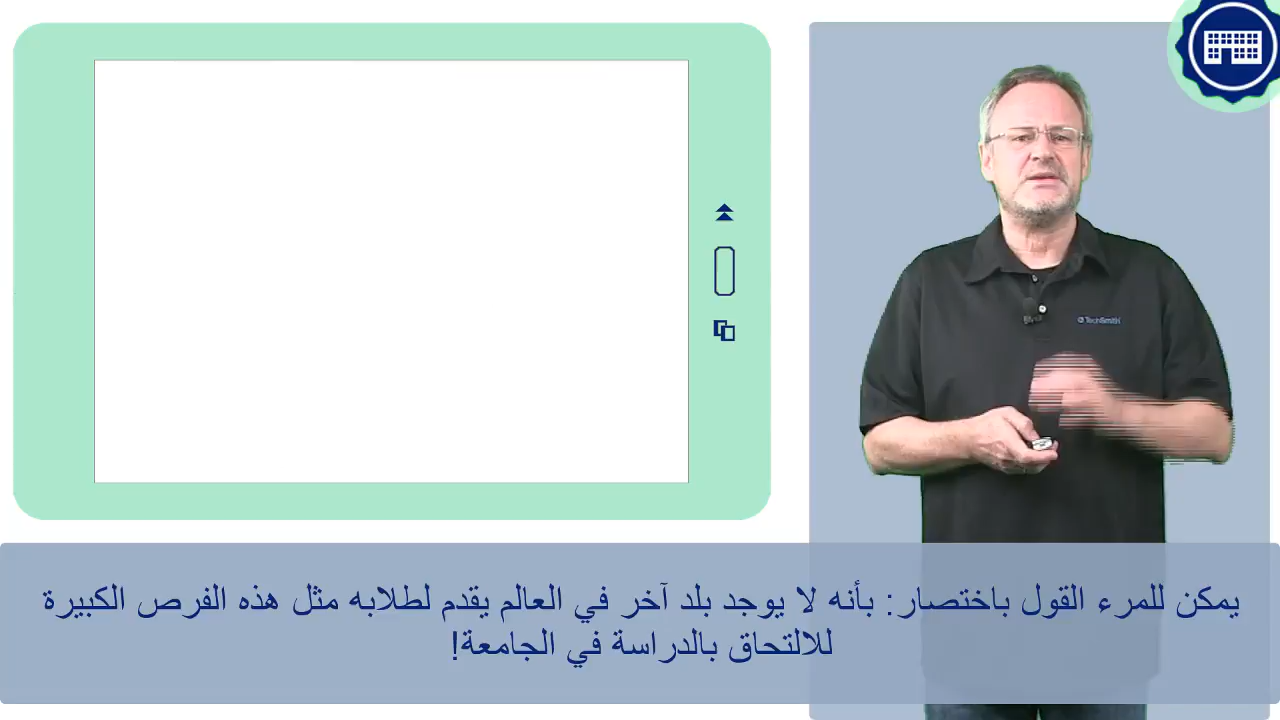 TechSmith
يمكن للمرء القول باختصار: بأنه لا يوجد بلد آخر في العالم يقدم لطلابه مثل هذه الفرص الكبيرة
للالتحاق بالدراسة في الجامعة!